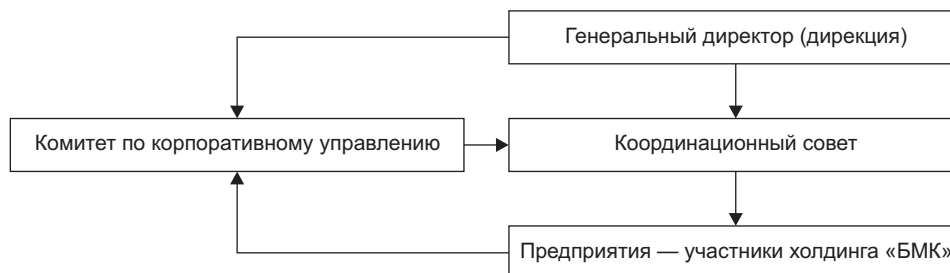 Генеральный директор (дирекция)
Комитет по корпоративному управлению
Координационный совет
Предприятия — участники холдинга «БМК»